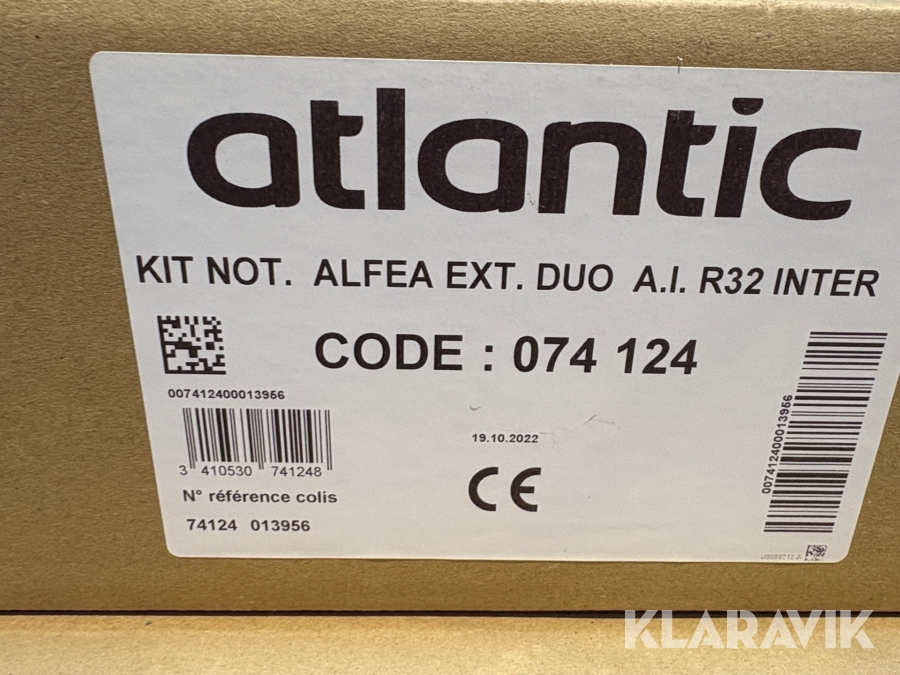 atlantic
KIT NOT. ALFEA EXT. DUO A.I. R32 INTER
CODE : 074 124
007412400013956
3 410530 741248
19.10.2022
CE
N° référence colis
74124 013956
007412400013956
KLARAVIK